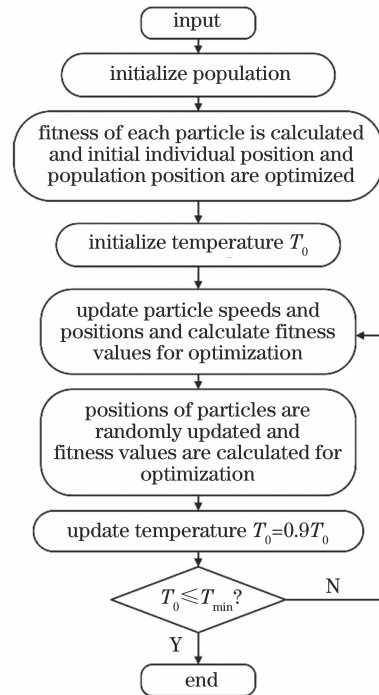 input
initialize population
fitness of each particle is calculated
and initial individual position and
population position are optimized
initialize temperature T₀
update particle speeds and
positions and calculate fitness
values for optimization
positions of particles are
randomly updated and
fitness values are calculated for
optimization
update temperature T₀=0.9T₀
T₀≤Tmin?
N
Y
end